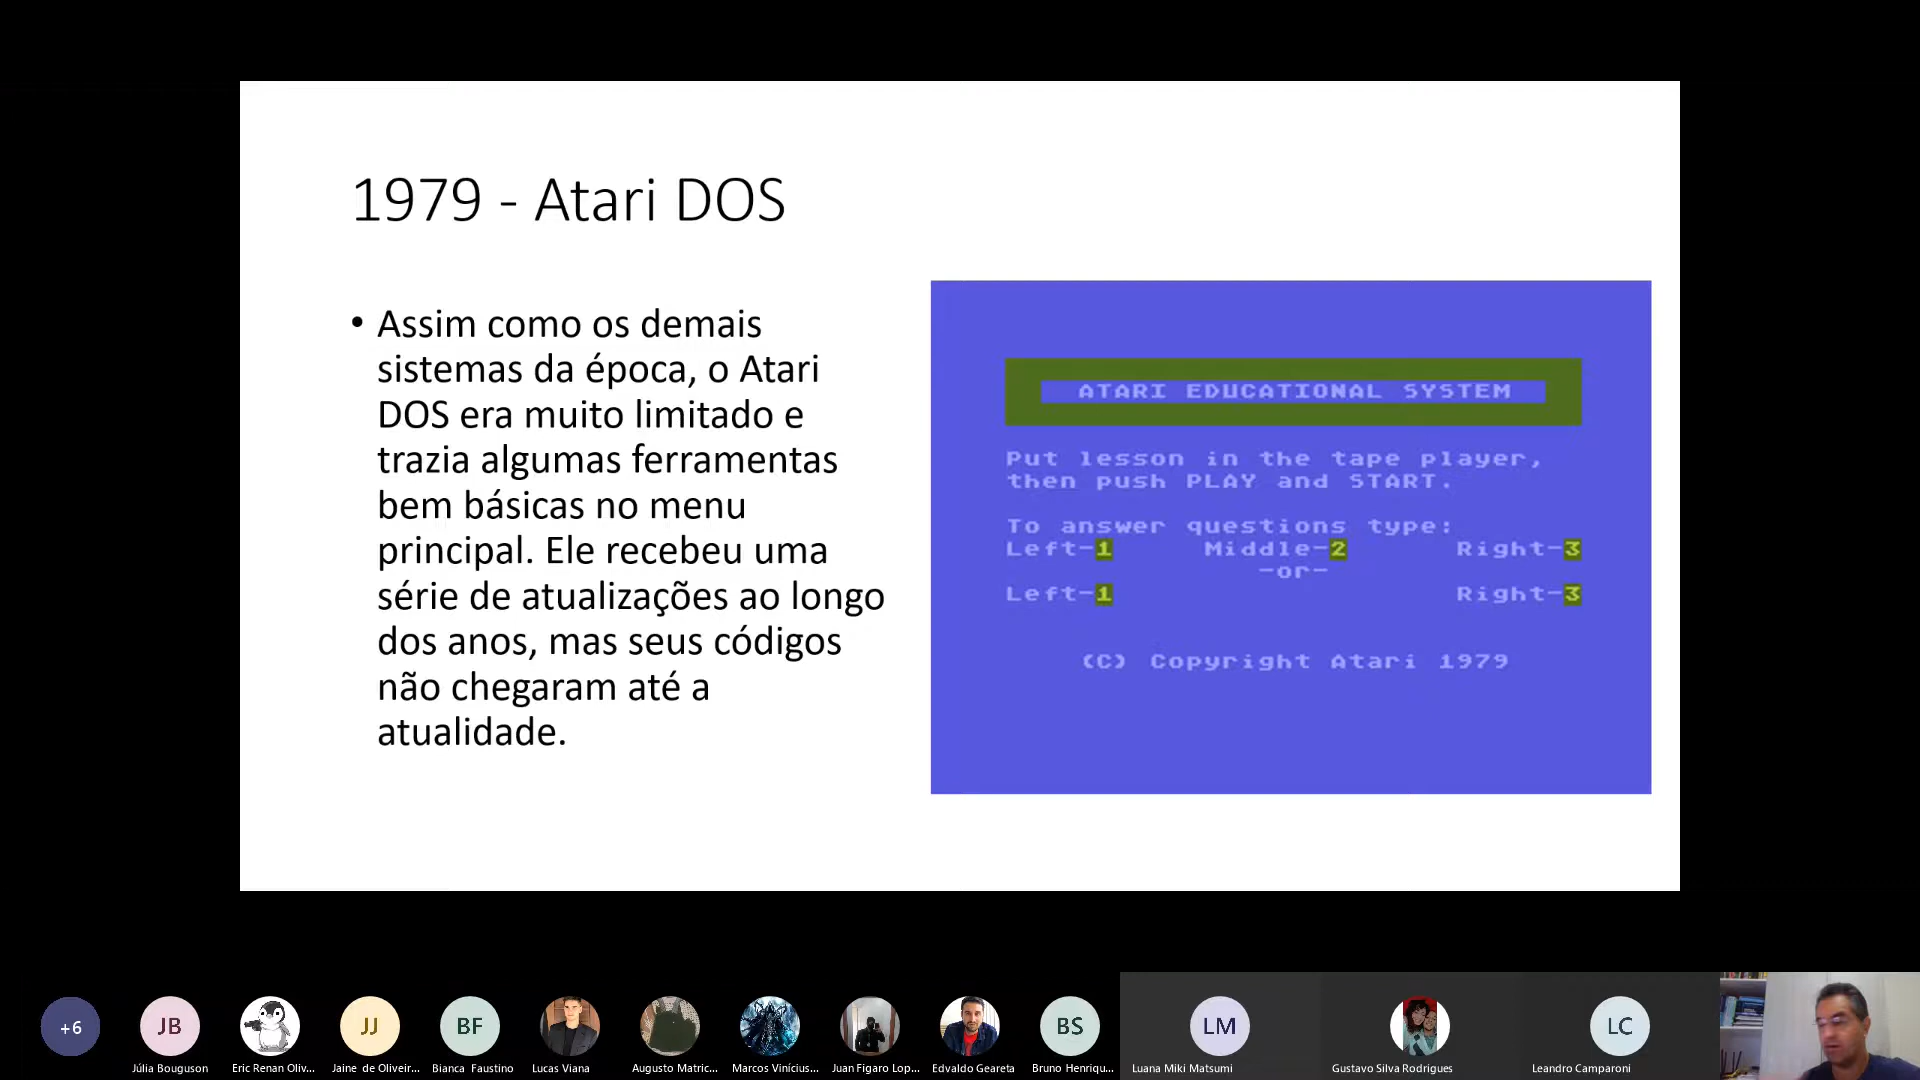 1979 - Atari DOS
• Assim como os demais
sistemas da época, o Atari
DOS era muito limitado e
trazia algumas ferramentas
bem básicas no menu
principal. Ele recebeu uma
série de atualizações ao longo
dos anos, mas seus códigos
não chegaram até a
atualidade.
ATARI EDUCATIONAL SYSTEM
Put lesson in the tape player,
then push PLAY and START.
To answer questions type:
Left-1 Middle-2 Right-3
-or-
Left-1 Right-3
(C) Copyright Atari 1979
+6 JB JJ BF BS LM LC
Júlia Bouguson Eric Renan Oliv... Jaine de Oliveir... Bianca Faustino Lucas Viana Augusto Matric... Marcos Vinícius... Juan Figaro Lop... Edvaldo Geareta Bruno Henriqu... Luana Miki Matsumi Gustavo Silva Rodrigues Leandro Camparoni